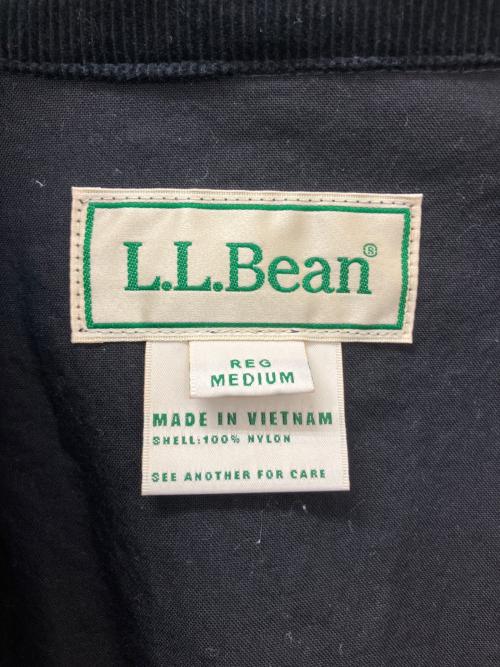 L.L.Bean®
REG
MEDIUM
MADE IN VIETNAM
SHELL:100% NYLON
SEE ANOTHER FOR CARE